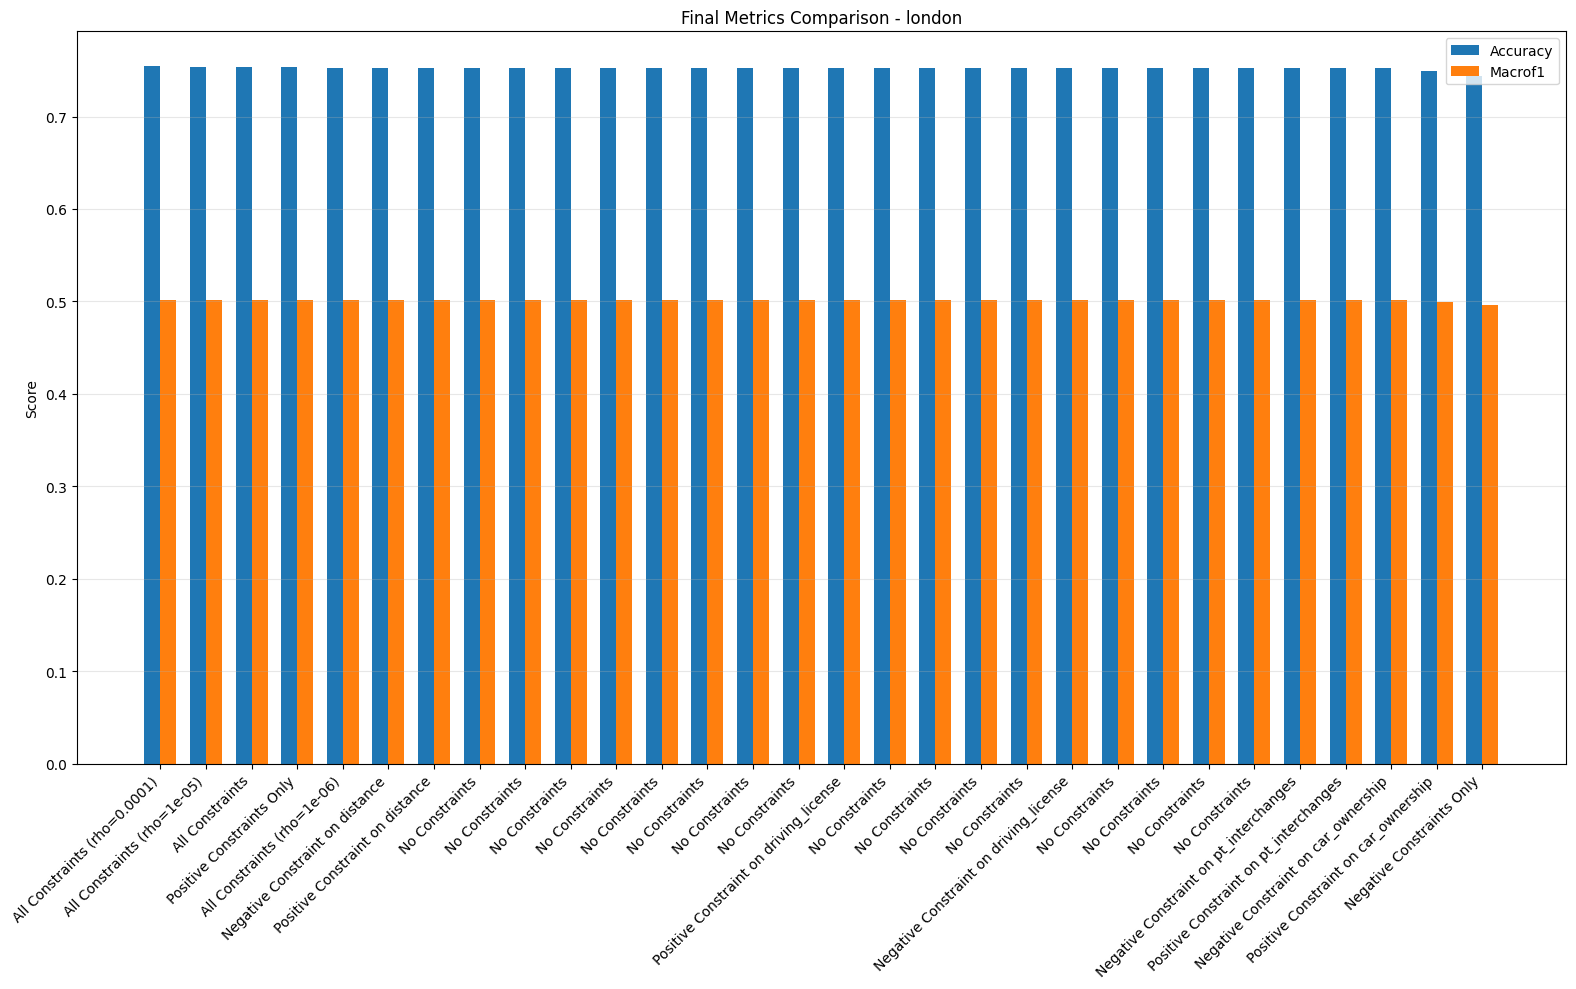 Final Metrics Comparison - london
Accuracy
Macrof1
Score
0.7
0.6
0.5
0.4
0.3
0.2
0.1
0.0
All Constraints (rho=0.0001)
All Constraints (rho=1e-05)
All Constraints
Positive Constraints Only
All Constraints (rho=1e-06)
Negative Constraint on distance
Positive Constraint on distance
No Constraints
No Constraints
No Constraints
No Constraints
No Constraints
No Constraints
No Constraints
No Constraints
Positive Constraint on driving_license
No Constraints
No Constraints
No Constraints
No Constraints
Negative Constraint on driving_license
No Constraints
No Constraints
No Constraints
No Constraints
Negative Constraint on pt_interchanges
Positive Constraint on pt_interchanges
Negative Constraint on car_ownership
Positive Constraint on car_ownership
Negative Constraints Only